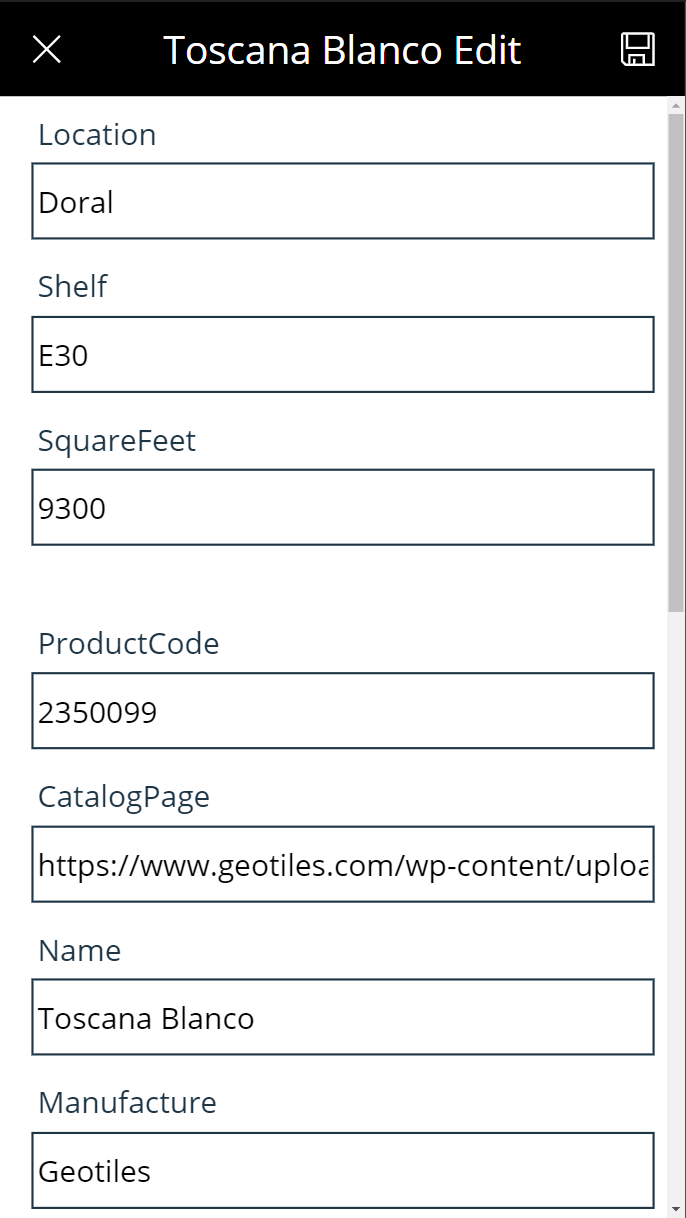 Toscana Blanco Edit
Location
Doral
Shelf
E30
SquareFeet
9300
ProductCode
2350099
CatalogPage
https://www.geotiles.com/wp-content/uploa
Name
Toscana Blanco
Manufacture
Geotiles